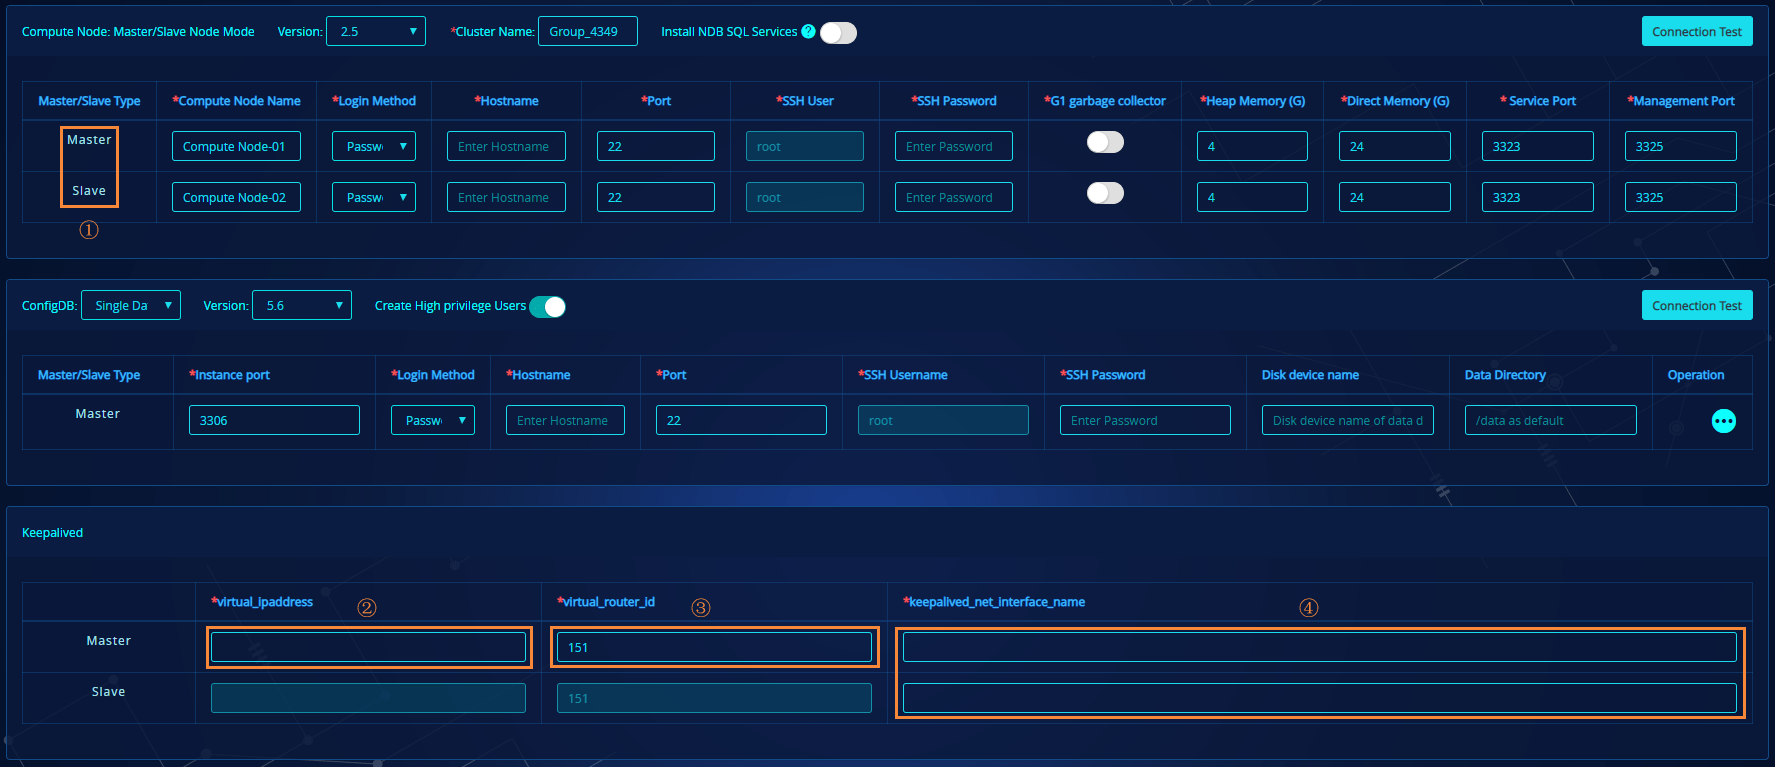 Compute Node: Master/Slave Node Mode Version: 2.5 ▼ *Cluster Name: Group_4349 Install NDB SQL Services ? Connection Test
Master/Slave Type *Compute Node Name *Login Method *Hostname *Port *SSH User *SSH Password *G1 garbage collector *Heap Memory (G) *Direct Memory (G) * Service Port *Management Port
Master Compute Node-01 Passw ▼ Enter Hostname 22 root Enter Password 4 24 3323 3325
Slave Compute Node-02 Passw ▼ Enter Hostname 22 root Enter Password 4 24 3323 3325
①
ConfigDB: Single Da ▼ Version: 5.6 ▼ Create High privilege Users Connection Test
Master/Slave Type *Instance port *Login Method *Hostname *Port *SSH Username *SSH Password Disk device name Data Directory Operation
Master 3306 Passw ▼ Enter Hostname 22 root Enter Password Disk device name of data d /data as default
Keepalived
*virtual_ipaddress ② *virtual_router_id ③ *keepalived_net_interface_name ④
Master 151
Slave 151